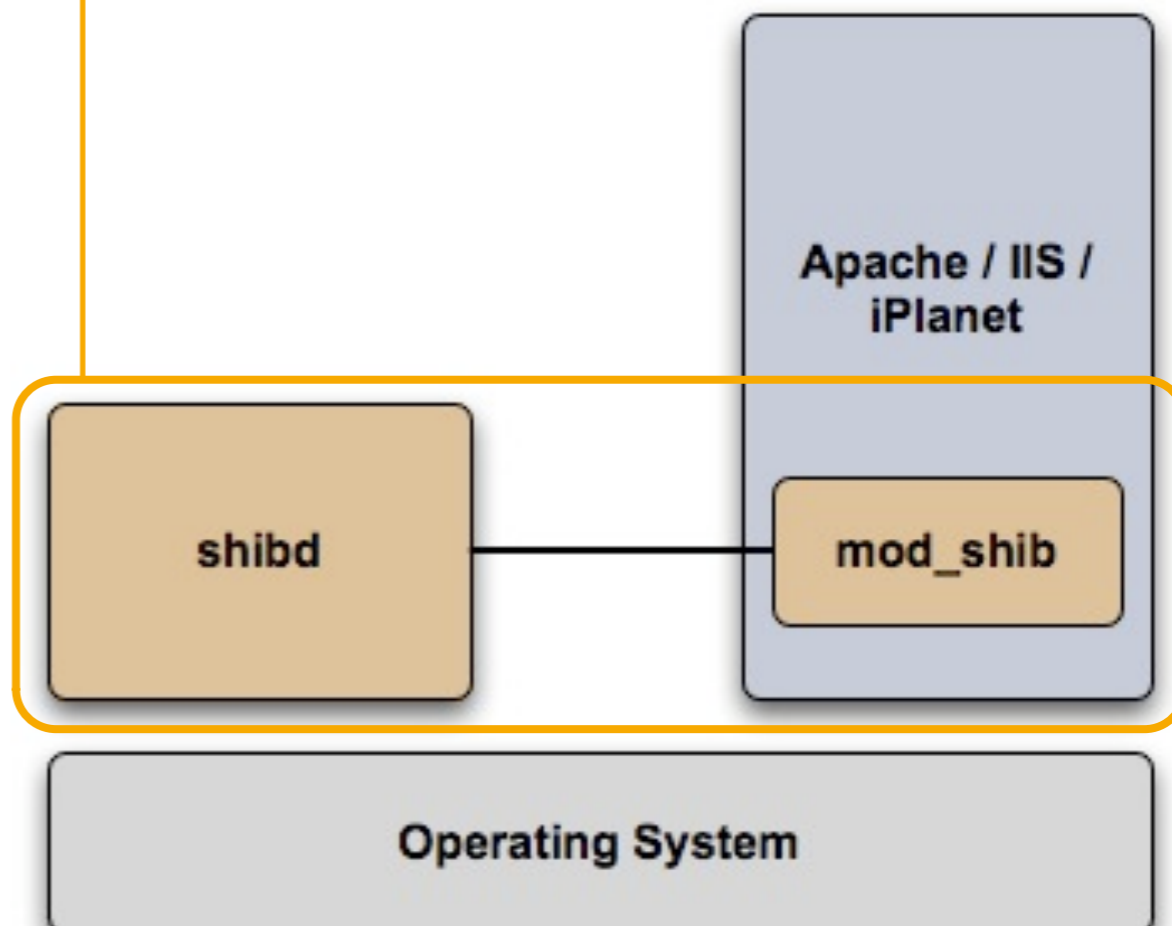 Apache / IIS /
iPlanet
shibd
mod_shib
Operating System